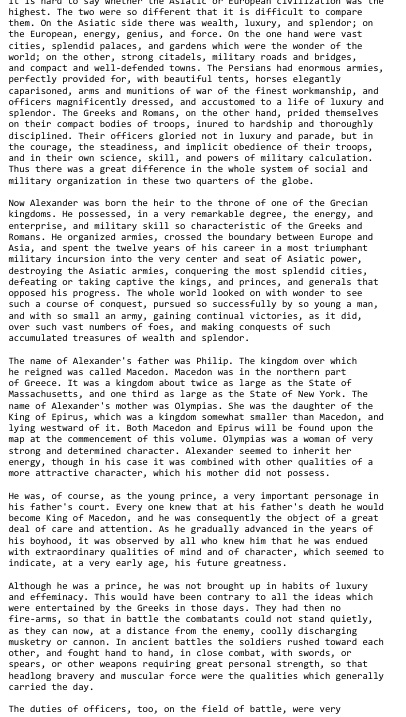 It is hard to say whether the Asiatic or European civilization was the
highest. The two were so different that it is difficult to compare
them. On the Asiatic side there was wealth, luxury, and splendor; on
the European, energy, genius, and force. On the one hand were vast
cities, splendid palaces, and gardens which were the wonder of the
world; on the other, strong citadels, military roads and bridges,
and compact and well-defended towns. The Persians had enormous armies,
perfectly provided for, with beautiful tents, horses elegantly
caparisoned, arms and munitions of war of the finest workmanship, and
officers magnificently dressed, and accustomed to a life of luxury and
splendor. The Greeks and Romans, on the other hand, prided themselves
on their compact bodies of troops, inured to hardship and thoroughly
disciplined. Their officers gloried not in luxury and parade, but in
the courage, the steadiness, and implicit obedience of their troops,
and in their own science, skill, and powers of military calculation.
Thus there was a great difference in the whole system of social and
military organization in these two quarters of the globe.

Now Alexander was born the heir to the throne of one of the Grecian
kingdoms. He possessed, in a very remarkable degree, the energy, and
enterprise, and military skill so characteristic of the Greeks and
Romans. He organized armies, crossed the boundary between Europe and
Asia, and spent the twelve years of his career in a most triumphant
military incursion into the very center and seat of Asiatic power,
destroying the Asiatic armies, conquering the most splendid cities,
defeating or taking captive the kings, and princes, and generals that
opposed his progress. The whole world looked on with wonder to see
such a course of conquest, pursued so successfully by so young a man,
and with so small an army, gaining continual victories, as it did,
over such vast numbers of foes, and making conquests of such
accumulated treasures of wealth and splendor.

The name of Alexander's father was Philip. The kingdom over which
he reigned was called Macedon. Macedon was in the northern part
of Greece. It was a kingdom about twice as large as the State of
Massachusetts, and one third as large as the State of New York. The
name of Alexander's mother was Olympias. She was the daughter of the
King of Epirus, which was a kingdom somewhat smaller than Macedon, and
lying westward of it. Both Macedon and Epirus will be found upon the
map at the commencement of this volume. Olympias was a woman of very
strong and determined character. Alexander seemed to inherit her
energy, though in his case it was combined with other qualities of a
more attractive character, which his mother did not possess.

He was, of course, as the young prince, a very important personage in
his father's court. Every one knew that at his father's death he would
become King of Macedon, and he was consequently the object of a great
deal of care and attention. As he gradually advanced in the years of
his boyhood, it was observed by all who knew him that he was endued
with extraordinary qualities of mind and of character, which seemed to
indicate, at a very early age, his future greatness.

Although he was a prince, he was not brought up in habits of luxury
and effeminacy. This would have been contrary to all the ideas which
were entertained by the Greeks in those days. They had then no
fire-arms, so that in battle the combatants could not stand quietly,
as they can now, at a distance from the enemy, coolly discharging
musketry or cannon. In ancient battles the soldiers rushed toward each
other, and fought hand to hand, in close combat, with swords, or
spears, or other weapons requiring great personal strength, so that
headlong bravery and muscular force were the qualities which generally
carried the day.

The duties of officers, too, on the field of battle, were very